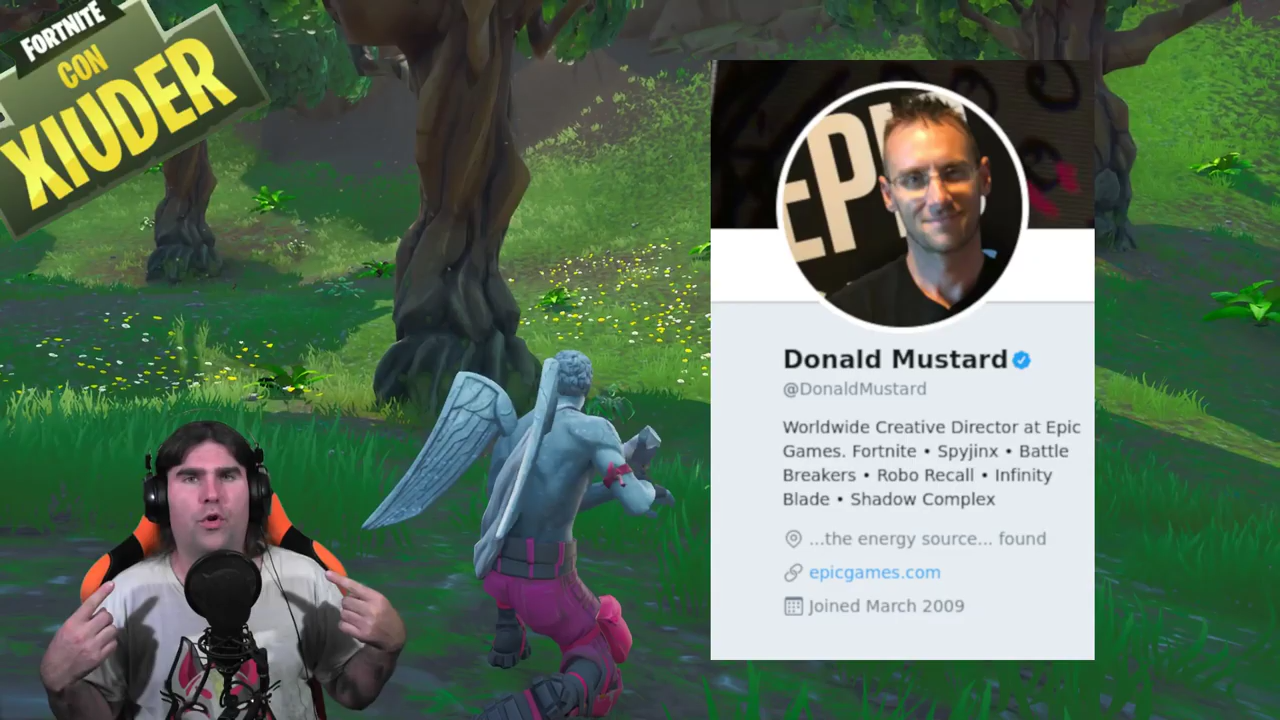 FORTNITE
CON
XIUDER
EPIC
Donald Mustard
@DonaldMustard
Worldwide Creative Director at Epic
Games. Fortnite • Spyjinx • Battle
Breakers • Robo Recall • Infinity
Blade • Shadow Complex
...the energy source... found
epicgames.com
Joined March 2009